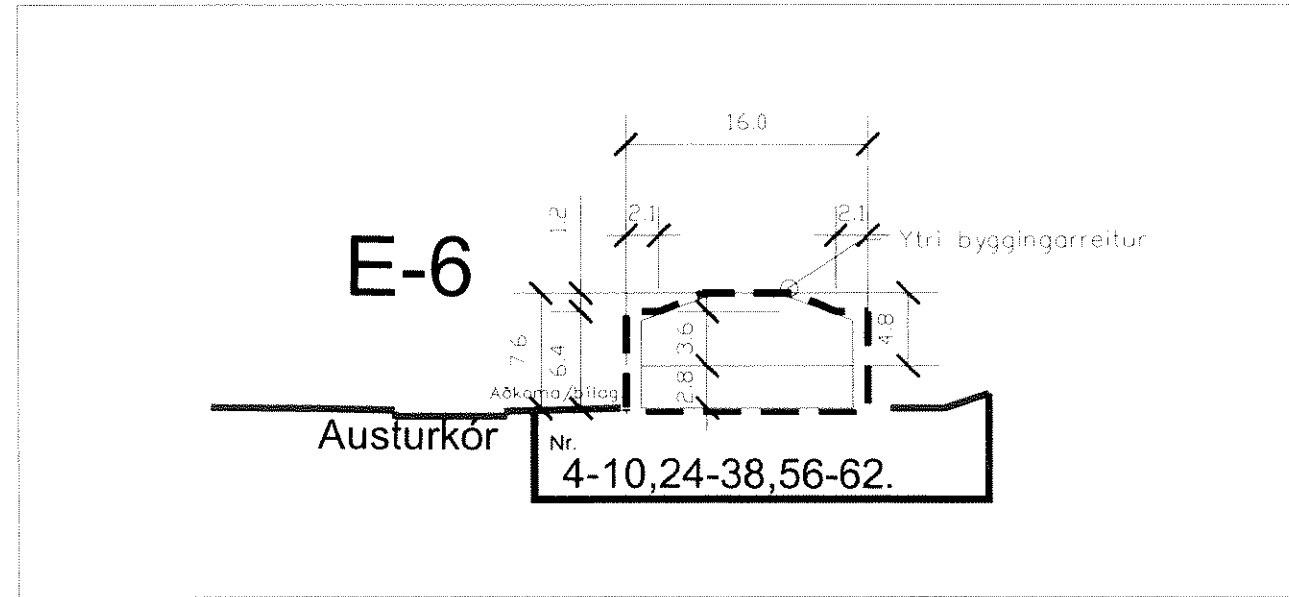 16.0
1.2
2.1
2.1
Ytri byggingarreitur
E-6
7.6
6.4
3.6
4.8
2.8
Aðkoma/bílag.
Austurkór
Nr.
4-10,24-38,56-62.